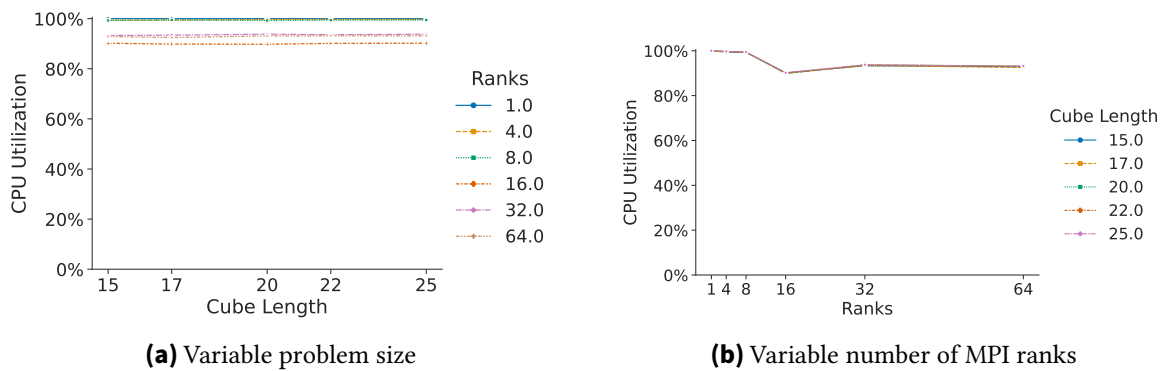 100%
80%
60%
40%
20%
0%
CPU Utilization
15 17 20 22 25
Cube Length
Ranks
1.0
4.0
8.0
16.0
32.0
64.0
(a) Variable problem size
100%
80%
60%
40%
20%
0%
CPU Utilization
1 4 8 16 32 64
Ranks
Cube Length
15.0
17.0
20.0
22.0
25.0
(b) Variable number of MPI ranks